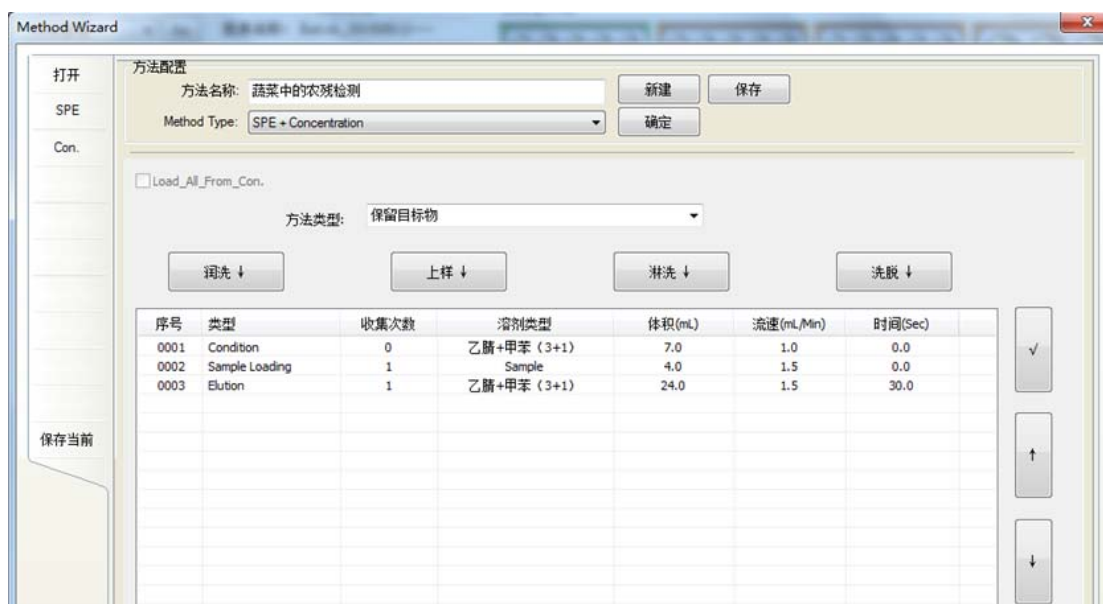 Method Wizard
打开
SPE
Con.
保存当前
方法配置
方法名称: 蔬菜中的农残检测 新建 保存
Method Type: SPE + Concentration 确定
Load_All_From_Con.
方法类型: 保留目标物
润洗 ↓ 上样 ↓ 淋洗 ↓ 洗脱 ↓
序号 类型 收集次数 溶剂类型 体积(mL) 流速(mL/Min) 时间(Sec)
0001 Condition 0 乙腈+甲苯（3+1） 7.0 1.0 0.0
0002 Sample Loading 1 Sample 4.0 1.5 0.0
0003 Elution 1 乙腈+甲苯（3+1） 24.0 1.5 30.0
√
↑
↓